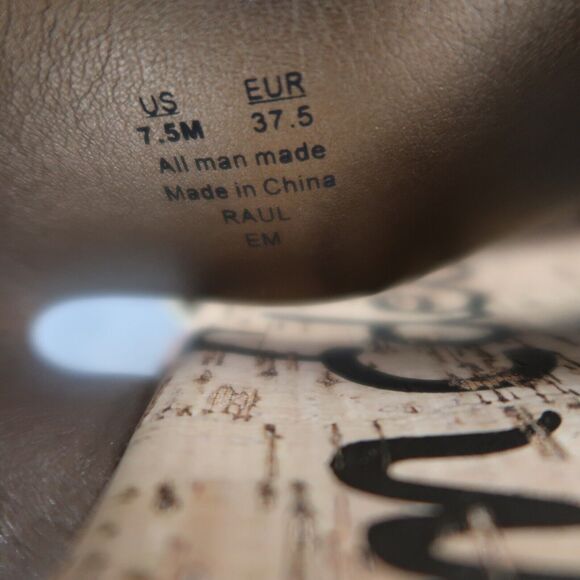 US EUR
7.5M 37.5
All man made
Made in China
RAUL
EM